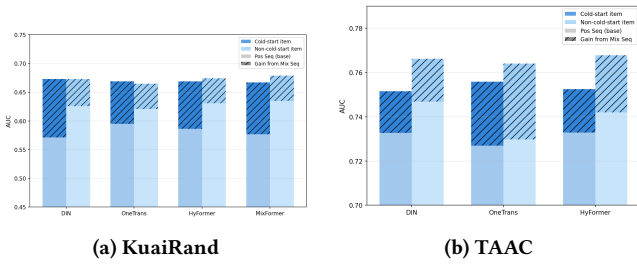 0.75
0.70
0.65
0.60
0.55
0.50
0.45
AUC
Cold-start item
Non-cold-start item
Pos Seq (base)
Gain from Mix Seq
DIN
OneTrans
HyFormer
MixFormer
(a) KuaiRand
0.78
0.76
0.74
0.72
0.70
AUC
Cold-start item
Non-cold-start item
Pos Seq (base)
Gain from Mix Seq
DIN
OneTrans
HyFormer
(b) TAAC